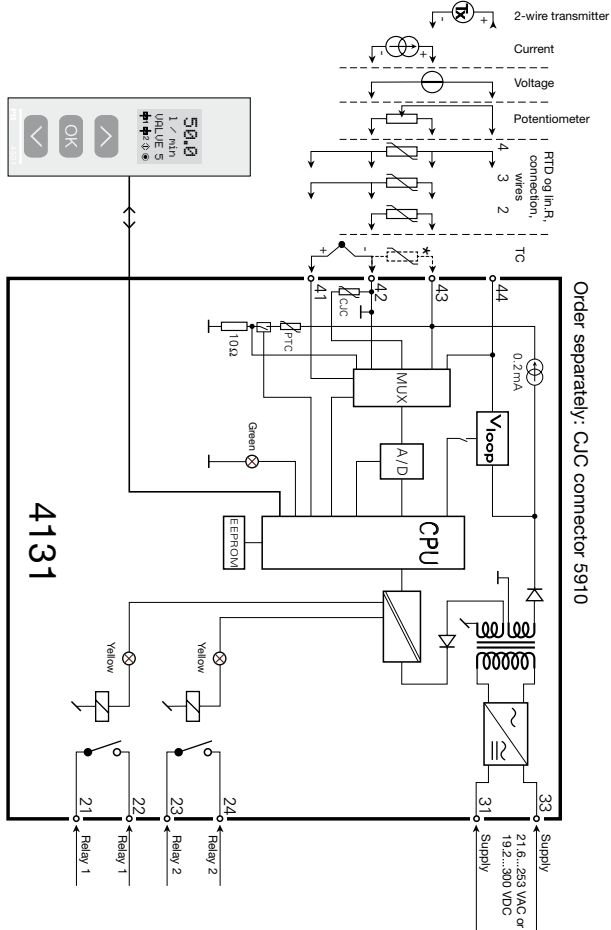 2-wire transmitter
Tx
- +
Current
- +
Voltage
Potentiometer
RTD og lin.R,
connection,
wires
4
3
2
TC
+ - *
50.0
l / min
VALVE 5
1 2
OK
Order separately: CJC connector 5910
41
42
43
44
CJC
PTC
10Ω
0.2mA
MUX
Vloop
Green
A/D
CPU
EEPROM
4131
Yellow
Yellow
21
22
23
24
31
33
Relay 1
Relay 1
Relay 2
Relay 2
Supply
Supply
21.6...253 VAC or
19.2...300 VDC